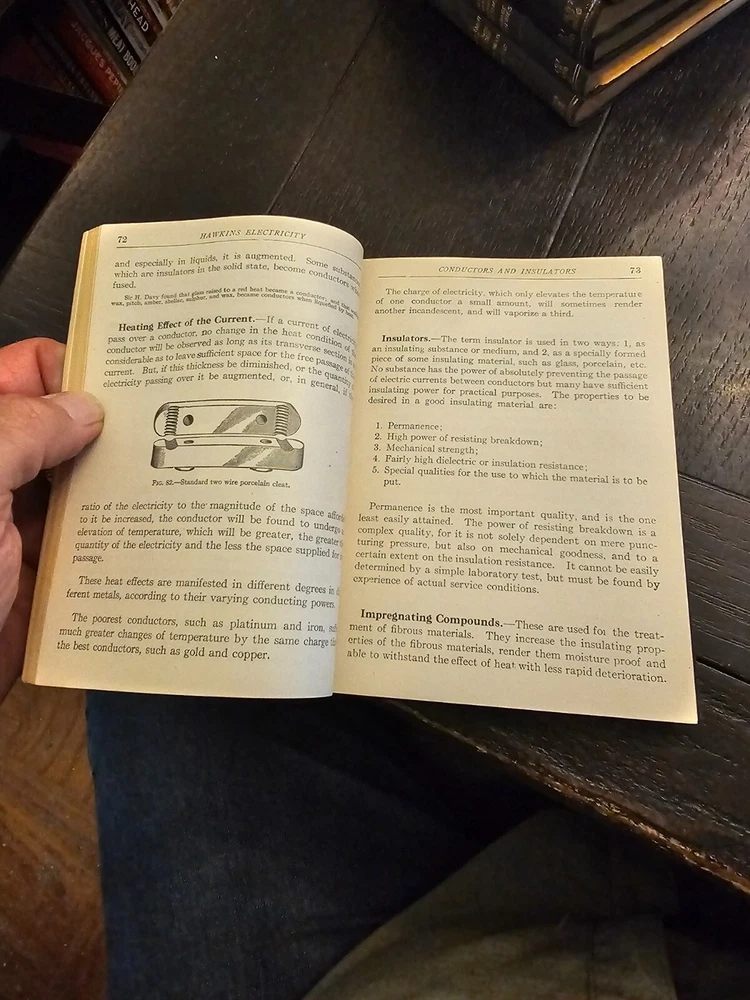 HEAD
MEAT BOO
JACQUES PÉPI
72
HAWKINS ELECTRICITY
and especially in liquids, it is augmented. Some substan
which are insulators in the solid state, become conductors
fused.
Sir H. Davy found that glass raised to a red heat became a conductor; and that
wax, pitch, amber, shellac, sulphur, and wax, became conductors when liquefied by
Heating Effect of the Current.—If a current of electric
pass over a conductor, no change in the heat condition of
conductor will be observed as long as its transverse section is
considerable as to leave sufficient space for the free passage of
current. But, if this thickness be diminished, or the quantity
electricity passing over it be augmented, or, in general, if
FIG. 82.—Standard two wire porcelain cleat.
ratio of the electricity to the magnitude of the space
to it be increased, the conductor will be found to undergo
elevation of temperature, which will be greater, the greater
quantity of the electricity and the less the space supplied for
passage.
These heat effects are manifested in different degrees in
ferent metals, according to their varying conducting powers.
The poorest conductors, such as platinum and iron,
much greater changes of temperature by the same charge
the best conductors, such as gold and copper.
CONDUCTORS AND INSULATORS
73
The charge of electricity, which only elevates the temperature
of one conductor a small amount, will sometimes render
another incandescent, and will vaporize a third.
Insulators.—The term insulator is used in two ways: 1, as
an insulating substance or medium, and 2, as a specially formed
piece of some insulating material, such as glass, porcelain, etc.
No substance has the power of absolutely preventing the passage
of electric currents between conductors but many have sufficient
insulating power for practical purposes. The properties to be
desired in a good insulating material are:
1. Permanence;
2. High power of resisting breakdown;
3. Mechanical strength;
4. Fairly high dielectric or insulation resistance;
5. Special qualities for the use to which the material is to be
put.
Permanence is the most important quality, and is the one
least easily attained. The power of resisting breakdown is a
complex quality, for it is not solely dependent on mere punc-
turing pressure, but also on mechanical goodness, and to a
certain extent on the insulation resistance. It cannot be easily
determined by a simple laboratory test, but must be found by
experience of actual service conditions.
Impregnating Compounds.—These are used for the treat-
ment of fibrous materials. They increase the insulating prop-
erties of the fibrous materials, render them moisture proof and
able to withstand the effect of heat with less rapid deterioration.